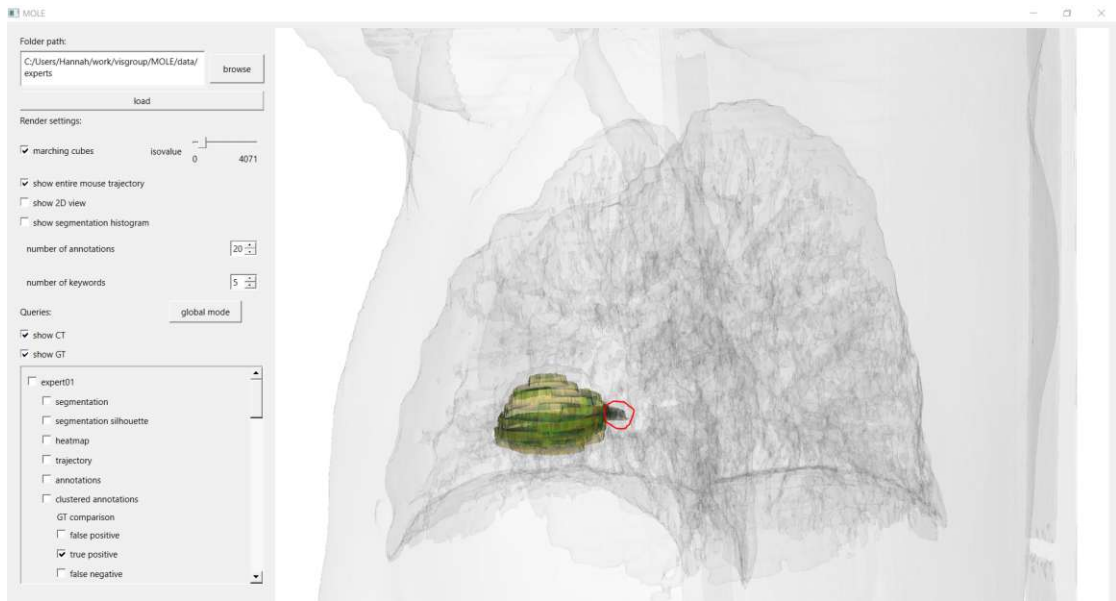 MOLE
Folder path:
C:/Users/Hannah/work/visgroup/MOLE/data/
experts
browse
load
Render settings:
marching cubes
isovalue
0
4071
show entire mouse trajectory
show 2D view
show segmentation histogram
number of annotations
20
number of keywords
5
Queries:
global mode
show CT
show GT
expert01
segmentation
segmentation silhouette
heatmap
trajectory
annotations
clustered annotations
GT comparison
false positive
true positive
false negative